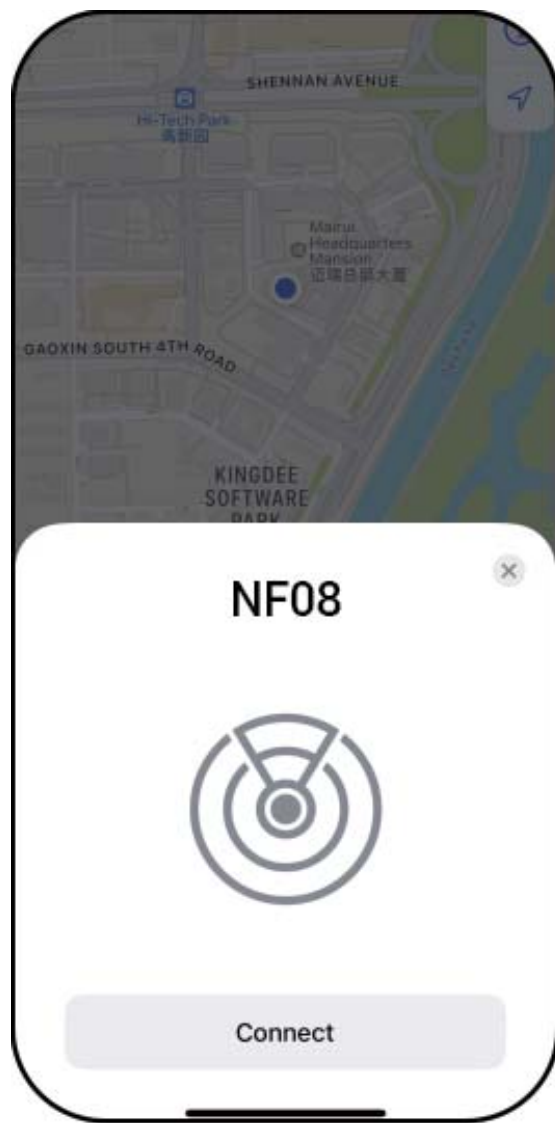 SHENNAN AVENUE
Hi-Tech Park
高新园
Mairui
Headquarters
Mansion
迈瑞总部大厦
GAOXIN SOUTH 4TH ROAD
KINGDEE
SOFTWARE
PARK
NF08
Connect